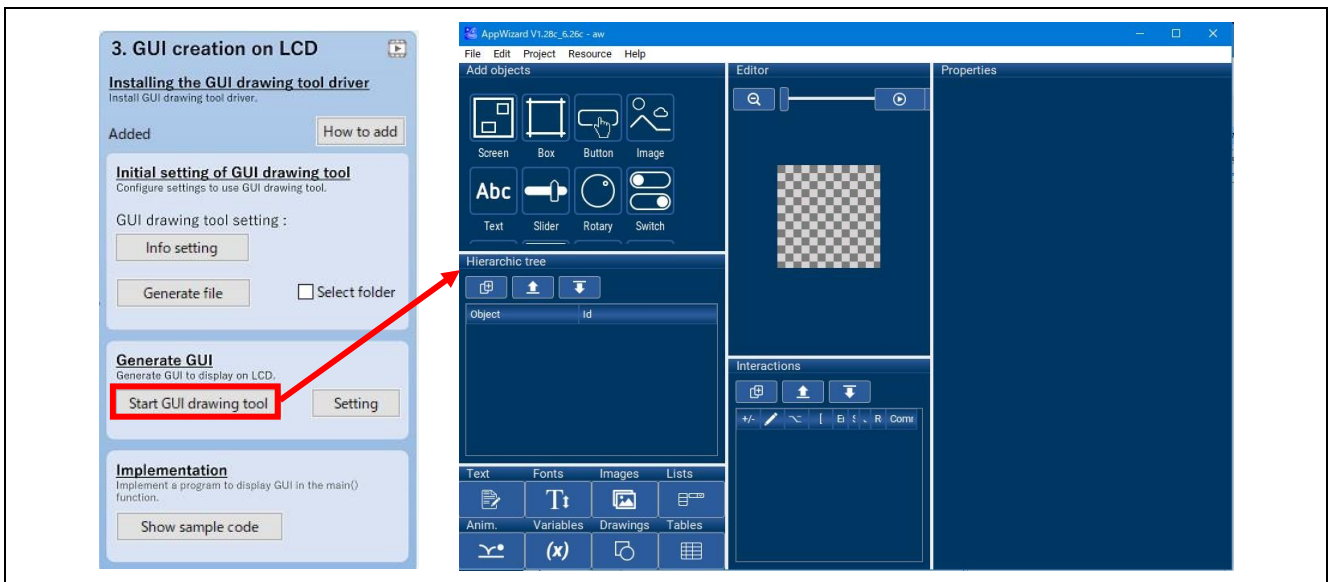 3. GUI creation on LCD
Installing the GUI drawing tool driver
Install GUI drawing tool driver.
Added
How to add
Initial setting of GUI drawing tool
Configure settings to use GUI drawing tool.
GUI drawing tool setting :
Info setting
Generate file
Select folder
Generate GUI
Generate GUI to display on LCD.
Start GUI drawing tool
Setting
Implementation
Implement a program to display GUI in the main()
function.
Show sample code
AppWizard V1.28c_6.26c - aw
File Edit Project Resource Help
Add objects
Screen Box Button Image
Abc
Text Slider Rotary Switch
Hierarchic tree
Object Id
Text Fonts Images Lists
Anim. Variables Drawings Tables
(x)
Editor
Interactions
+/- R Com
Properties